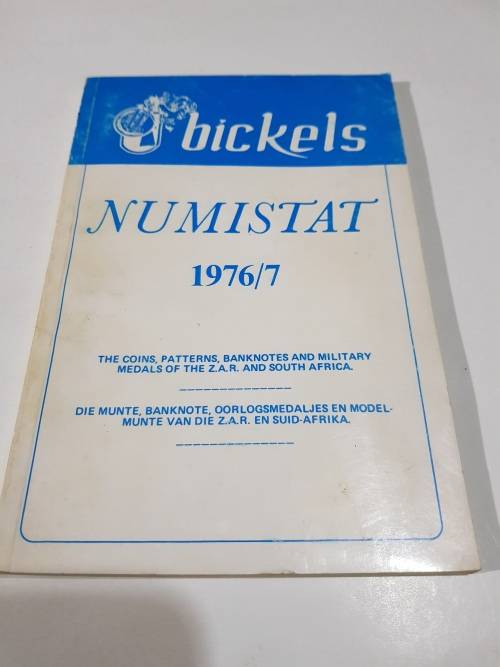 bickels
NUMISTAT
1976/7
THE COINS, PATTERNS, BANKNOTES AND MILITARY
MEDALS OF THE Z.A.R. AND SOUTH AFRICA.
DIE MUNTE, BANKNOTE, OORLOGSMEDALJES EN MODEL-
MUNTE VAN DIE Z.A.R. EN SUID-AFRIKA.